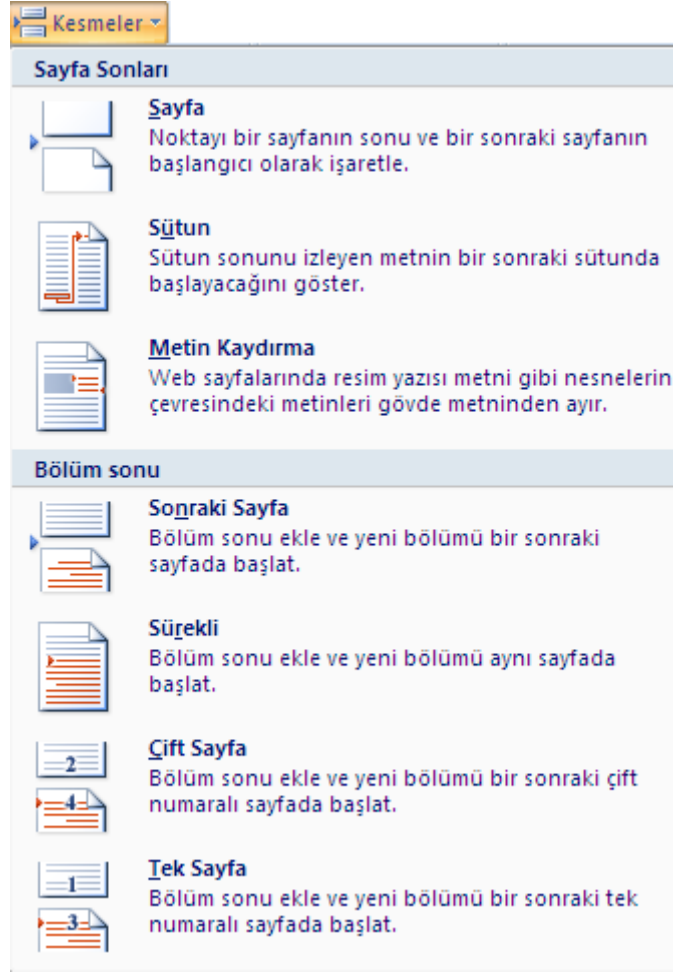 Kesmeler
Sayfa Sonları
Sayfa
Noktayı bir sayfanın sonu ve bir sonraki sayfanın
başlangıcı olarak işaretle.
Sütun
Sütun sonunu izleyen metnin bir sonraki sütunda
başlayacağını göster.
Metin Kaydırma
Web sayfalarında resim yazısı metni gibi nesnelerin
çevresindeki metinleri gövde metninden ayır.
Bölüm sonu
Sonraki Sayfa
Bölüm sonu ekle ve yeni bölümü bir sonraki
sayfada başlat.
Sürekli
Bölüm sonu ekle ve yeni bölümü aynı sayfada
başlat.
Çift Sayfa
2
Bölüm sonu ekle ve yeni bölümü bir sonraki çift
4
numaralı sayfada başlat.
Tek Sayfa
1
Bölüm sonu ekle ve yeni bölümü bir sonraki tek
3
numaralı sayfada başlat.